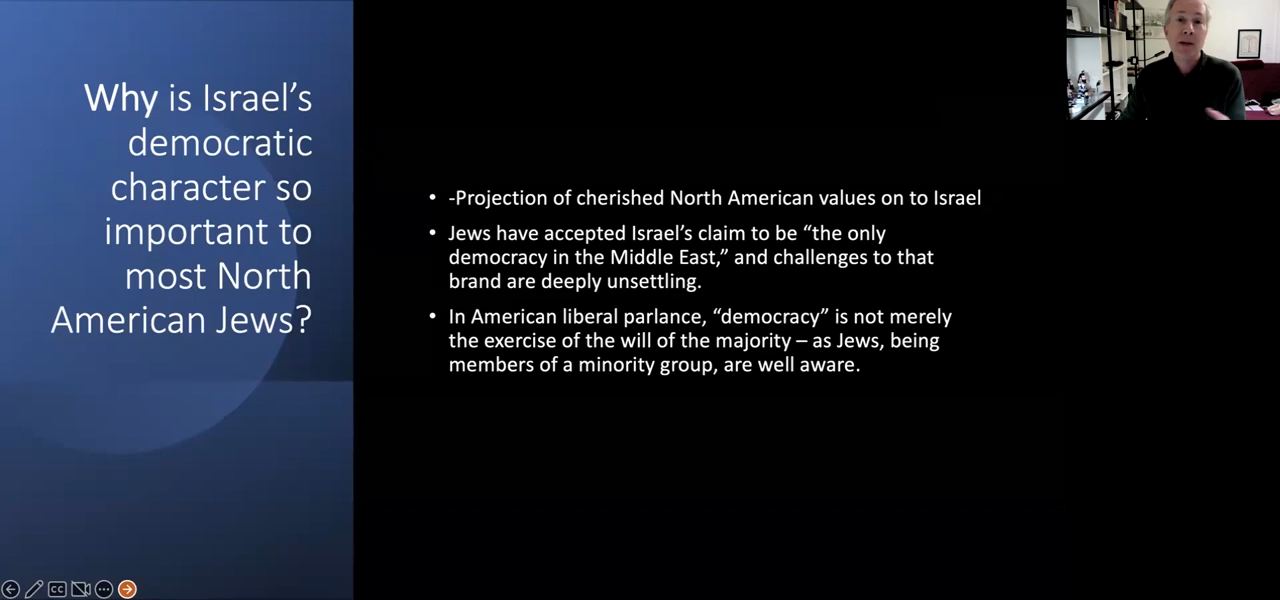 Why is Israel’s
democratic
character so
important to
most North
American Jews?
• -Projection of cherished North American values on to Israel
• Jews have accepted Israel’s claim to be “the only
democracy in the Middle East,” and challenges to that
brand are deeply unsettling.
• In American liberal parlance, “democracy” is not merely
the exercise of the will of the majority – as Jews, being
members of a minority group, are well aware.
CC